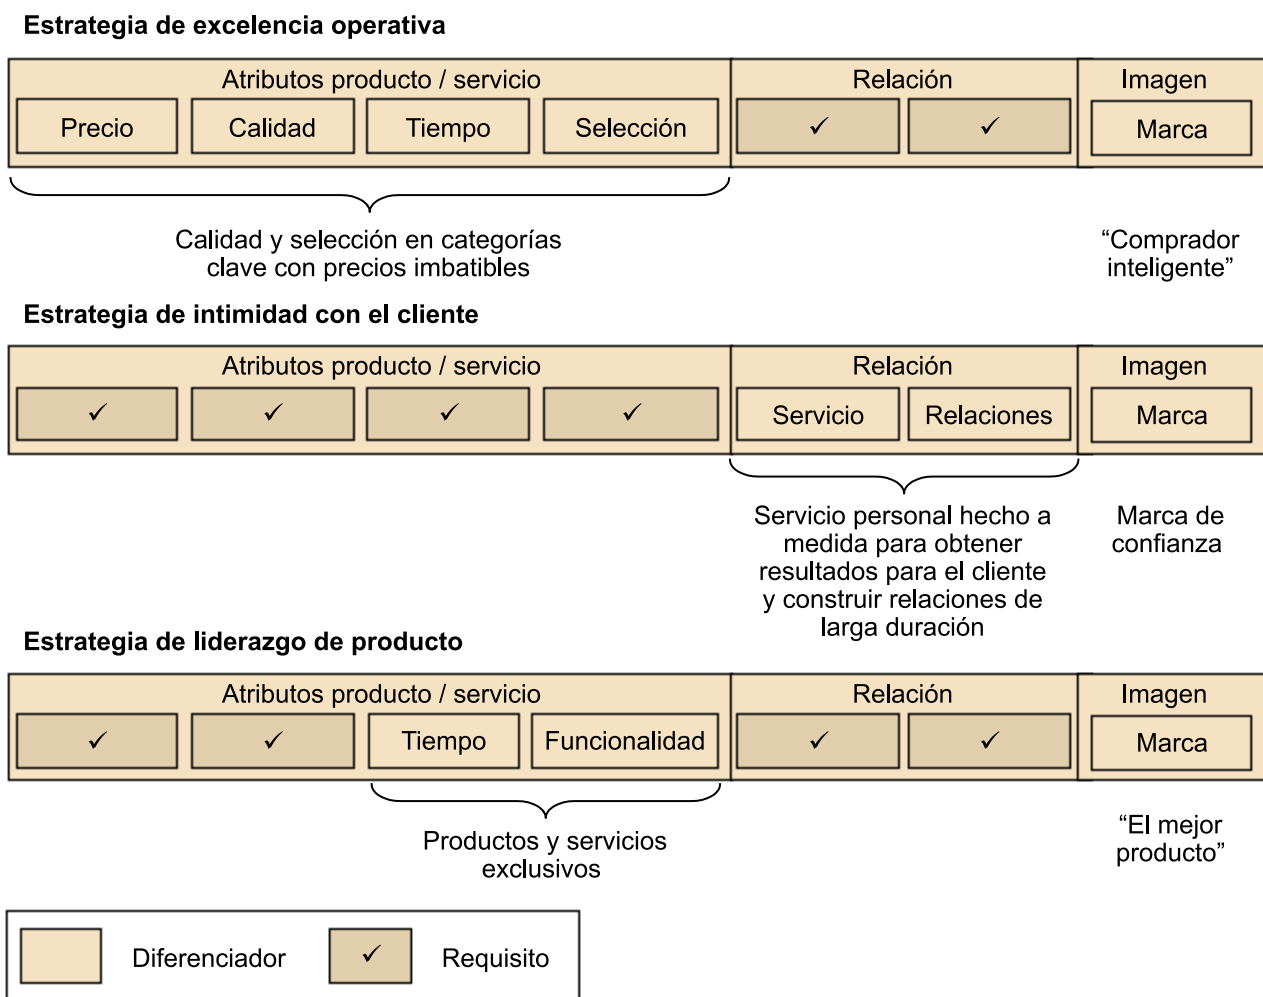 Estrategia de excelencia operativa
Atributos producto / servicio
Relación
Imagen
Precio
Calidad
Tiempo
Selección
✓
✓
Marca
Calidad y selección en categorías
clave con precios imbatibles
“Comprador
inteligente”
Estrategia de intimidad con el cliente
Atributos producto / servicio
Relación
Imagen
✓
✓
✓
✓
Servicio
Relaciones
Marca
Servicio personal hecho a
medida para obtener
resultados para el cliente
y construir relaciones de
larga duración
Marca de
confianza
Estrategia de liderazgo de producto
Atributos producto / servicio
Relación
Imagen
✓
✓
Tiempo
Funcionalidad
✓
✓
Marca
Productos y servicios
exclusivos
“El mejor
producto”
Diferenciador
✓
Requisito